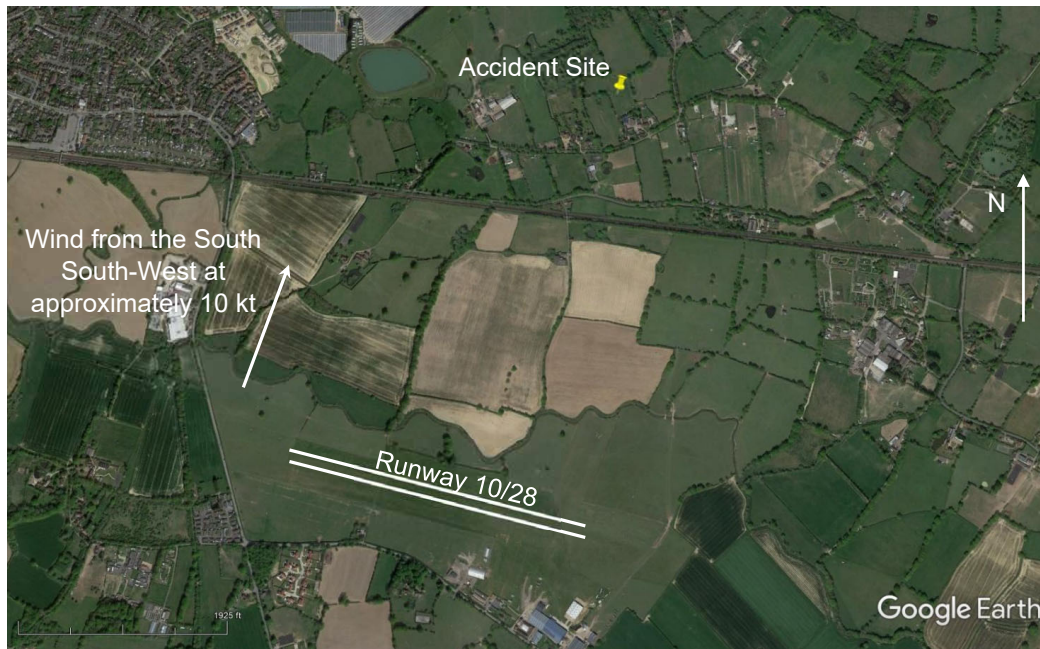 Accident Site
N
Wind from the South
South-West at
approximately 10 kt
Runway 10/28
1925 ft
Google Earth